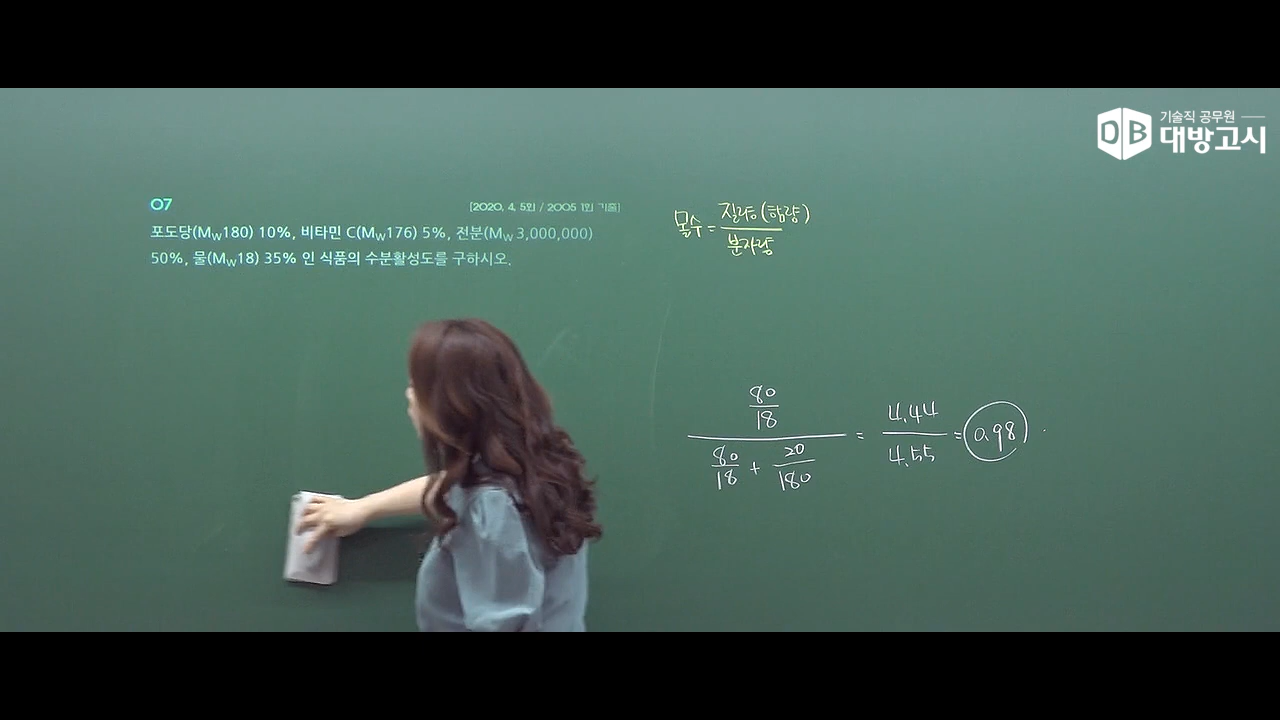 기술직 공무원
DB 대방고시
07 [2020. 4. 5회 / 2005 1회 기출]
포도당(MW180) 10%, 비타민 C(MW176) 5%, 전분(MW 3,000,000)
50%, 물(MW18) 35% 인 식품의 수분활성도를 구하시오.
몰수 = 질량(함량) / 분자량
80/18 / (80/18 + 20/180) = 4.44/4.55 = 0.98